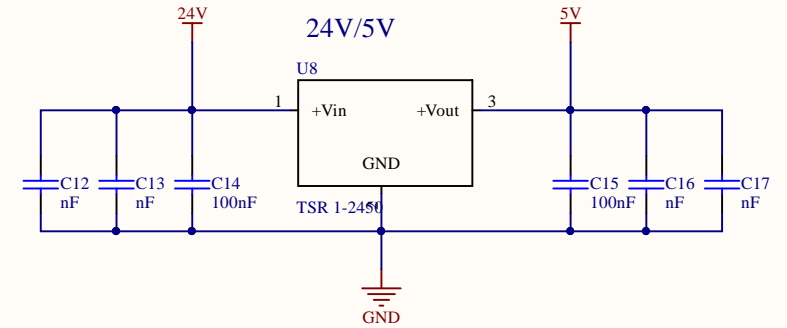 24V
24V/5V
5V
U8
1
+Vin
+Vout
3
GND
C12
nF
C13
nF
C14
100nF
C15
100nF
C16
nF
C17
nF
TSR 1-2450
2
GND